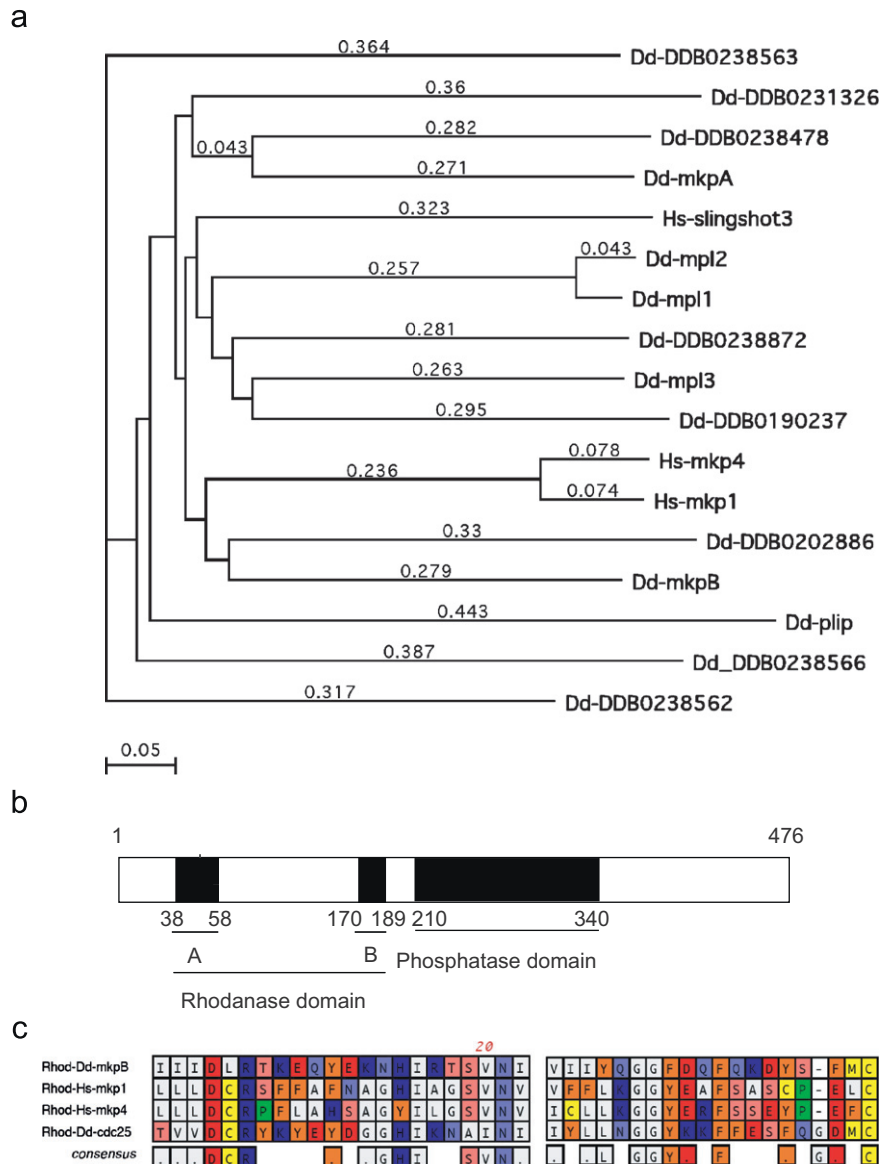 a
0.364
Dd-DDB0238563
0.36
Dd-DDB0231326
0.282
Dd-DDB0238478
0.043
0.271
Dd-mkpA
0.323
Hs-slingshot3
0.043
Dd-mpl2
0.257
Dd-mpl1
0.281
Dd-DDB0238872
0.263
Dd-mpl3
0.295
Dd-DDB0190237
0.078
Hs-mkp4
0.236
0.074
Hs-mkp1
0.33
Dd-DDB0202886
0.279
Dd-mkpB
0.443
Dd-plip
0.387
Dd_DDB0238566
0.317
Dd-DDB0238562
0.05
b
1 476
38 58 170 189 210 340
A B Phosphatase domain
Rhodanase domain
c
20
Rhod-Dd-mkpB I I I D L R T K E Q Y E K N H I R T S V N I V I I Y Q G G F D Q F Q K D Y S - F M C
Rhod-Hs-mkp1 L L L D C R S F F A F N A G H I A G S V N V V F F L K G G Y E A F S A S C P - E L C
Rhod-Hs-mkp4 L L L D C R P F L A H S A G Y I L G S V N V I C L L K G G Y E R F S S E Y P - E F C
Rhod-Dd-cdc25 T V V D C R Y K Y E Y D G G H I K N A I N I I Y L L N G G Y K K F F E S F Q G D M C
consensus . . . D C R . . G H I S V N . . . L . G G Y . F . . G . . C